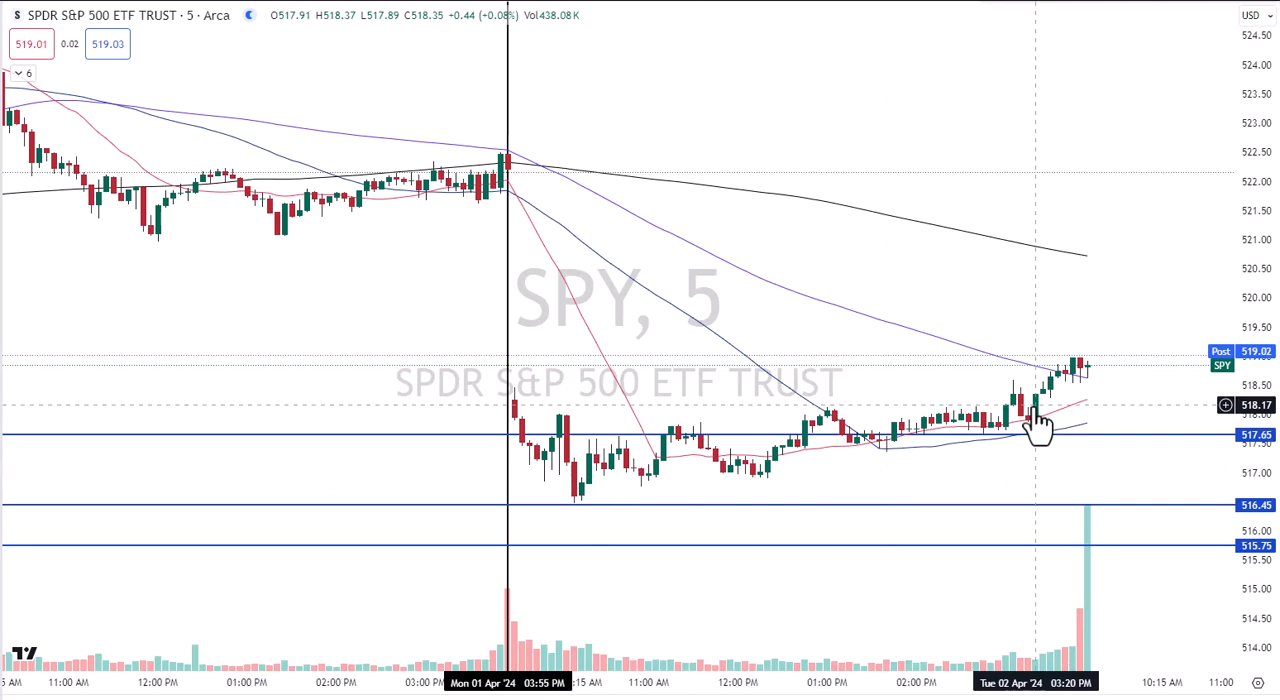 S SPDR S&P 500 ETF TRUST · 5 · Arca O517.91 H518.37 L517.89 C518.35 +0.44 (+0.08%) Vol438.08K
USD
519.01 0.02 519.03
6
524.50
524.00
523.50
523.00
522.50
522.00
521.50
521.00
520.50
520.00
519.50
Post 519.02
SPY
518.50
518.17
517.65
517.00
516.45
516.00
515.75
515.50
515.00
514.50
514.00
SPY, 5
SPDR S&P 500 ETF TRUST
5 AM 11:00 AM 12:00 PM 01:00 PM 02:00 PM 03:00 PM Mon 01 Apr '24 03:55 PM :15 AM 11:00 AM 12:00 PM 01:00 PM 02:00 PM Tue 02 Apr '24 03:20 PM 10:15 AM 11:00